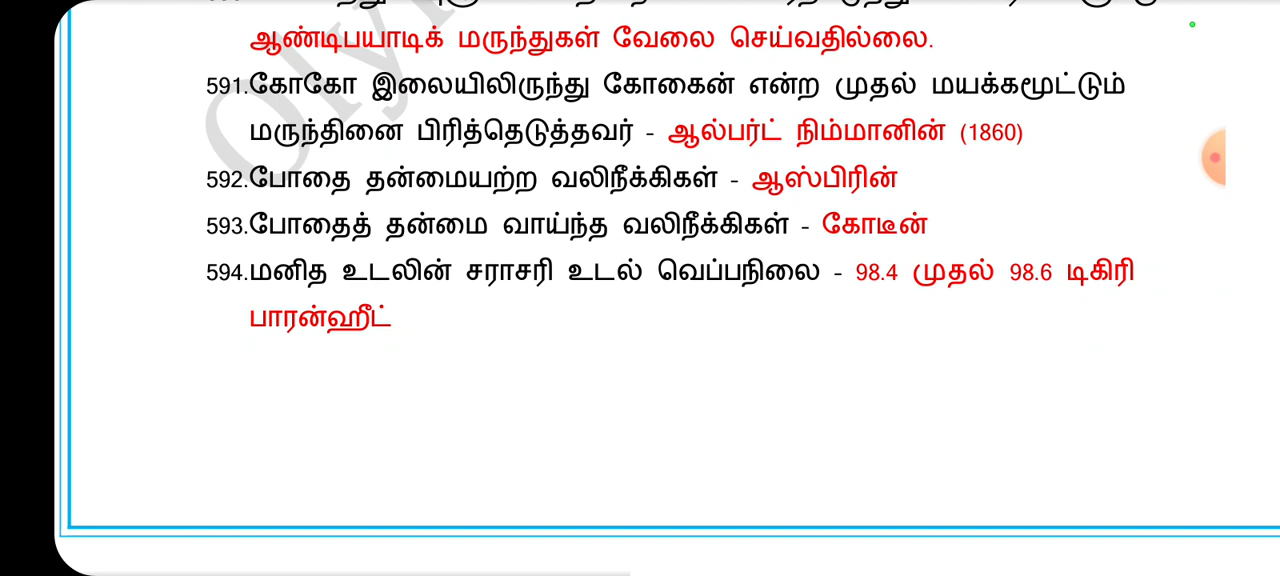 ஆண்டிபயாடிக் மருந்துகள் வேலை செய்வதில்லை.
591.கோகோ இலையிலிருந்து கோகைன் என்ற முதல் மயக்கமூட்டும்
மருந்தினை பிரித்தெடுத்தவர் - ஆல்பர்ட் நிம்மானின் (1860)
592.போதை தன்மையற்ற வலிநீக்கிகள் - ஆஸ்பிரின்
593.போதைத் தன்மை வாய்ந்த வலிநீக்கிகள் - கோடீன்
594.மனித உடலின் சராசரி உடல் வெப்பநிலை - 98.4 முதல் 98.6 டிகிரி
பாரன்ஹீட்